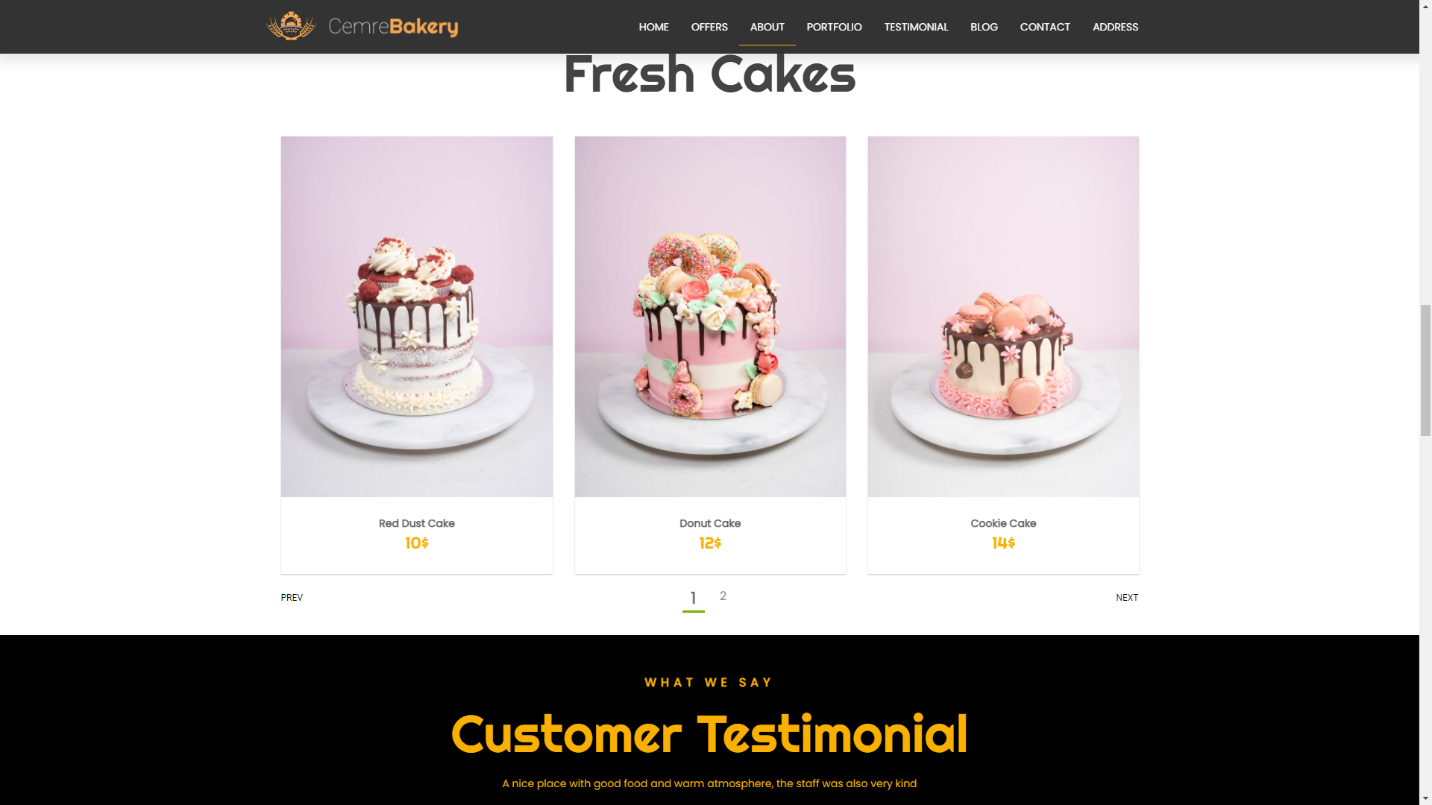 CemreBakery
HOME OFFERS ABOUT PORTFOLIO TESTIMONIAL BLOG CONTACT ADDRESS
Fresh Cakes
Red Dust Cake
10$
Donut Cake
12$
Cookie Cake
14$
PREV 1 2 NEXT
WHAT WE SAY
Customer Testimonial
A nice place with good food and warm atmosphere, the staff was also very kind